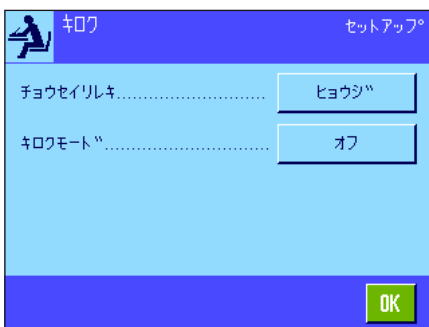 キロク セットアップ
チョウセイリレキ........................... ヒョウジ
キロクモード.............................. オフ
OK